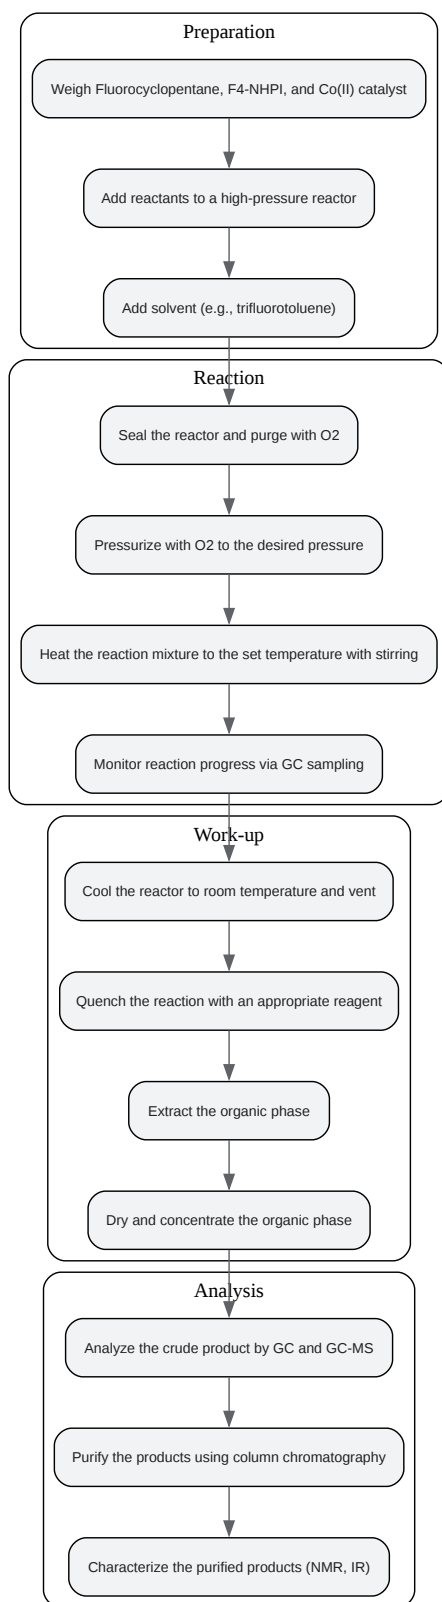 Preparation
Weigh Fluorocyclopentane, F4-NHPI, and Co(II) catalyst
Add reactants to a high-pressure reactor
Add solvent (e.g., trifluorotoluene)
Reaction
Seal the reactor and purge with O2
Pressurize with O2 to the desired pressure
Heat the reaction mixture to the set temperature with stirring
Monitor reaction progress via GC sampling
Work-up
Cool the reactor to room temperature and vent
Quench the reaction with an appropriate reagent
Extract the organic phase
Dry and concentrate the organic phase
Analysis
Analyze the crude product by GC and GC-MS
Purify the products using column chromatography
Characterize the purified products (NMR, IR)